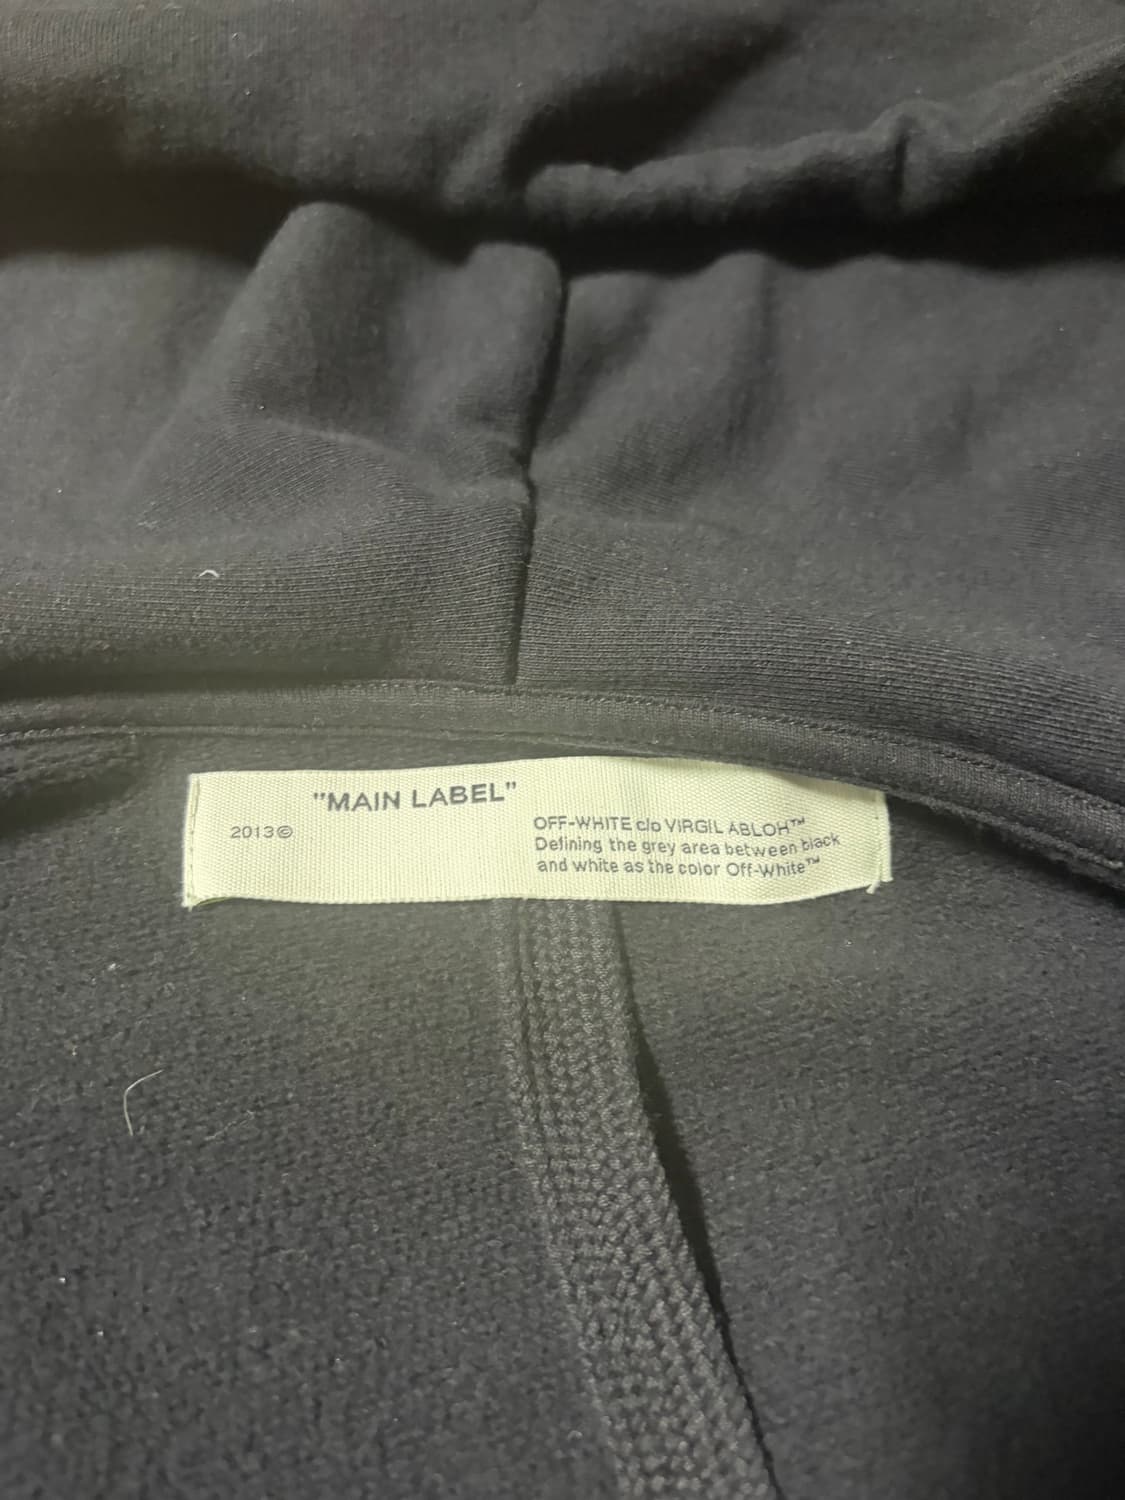 "MAIN LABEL"
2013©
OFF-WHITE c/o VIRGIL ABLOH™
Defining the grey area between black
and white as the color Off-White™